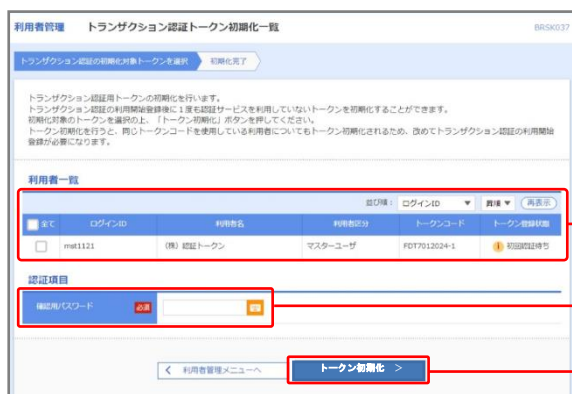 利用者管理 トランザクション認証トークン初期化一覧 BRSK037
トランザクション認証の初期化対象トークンを選択 初期化完了
トランザクション認証用トークンの初期化を行います。
トランザクション認証の利用開始登録後に１度も認証サービスを利用していないトークンを初期化することができます。
初期化対象のトークンを選択の上、「トークン初期化」ボタンを押してください。
トークン初期化を行うと、同じトークンコードを使用している利用者についてもトークン初期化されるため、改めてトランザクション認証の利用開始
登録が必要になります。
利用者一覧
並び順： ログインID ▼ 昇順 ▼ 再表示
全て ログインID 利用者名 利用者区分 トークンコード トークン登録状態
mst1121 （株）認証トークン マスターユーザ FDT7012024-1 初回認証待ち
認証項目
確認用パスワード 必須
利用者管理メニューへ トークン初期化 >